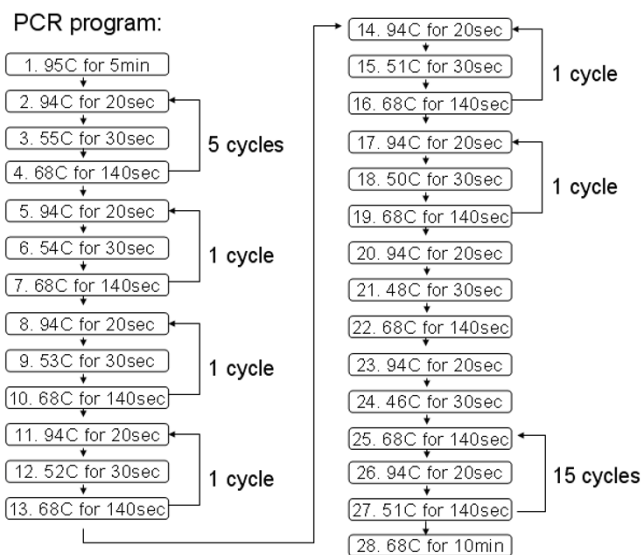 PCR program:
1. 95C for 5min
2. 94C for 20sec
3. 55C for 30sec
4. 68C for 140sec
5 cycles
5. 94C for 20sec
6. 54C for 30sec
7. 68C for 140sec
1 cycle
8. 94C for 20sec
9. 53C for 30sec
10. 68C for 140sec
1 cycle
11. 94C for 20sec
12. 52C for 30sec
13. 68C for 140sec
1 cycle
14. 94C for 20sec
15. 51C for 30sec
16. 68C for 140sec
1 cycle
17. 94C for 20sec
18. 50C for 30sec
19. 68C for 140sec
1 cycle
20. 94C for 20sec
21. 48C for 30sec
22. 68C for 140sec
23. 94C for 20sec
24. 46C for 30sec
25. 68C for 140sec
26. 94C for 20sec
27. 51C for 140sec
15 cycles
28. 68C for 10min